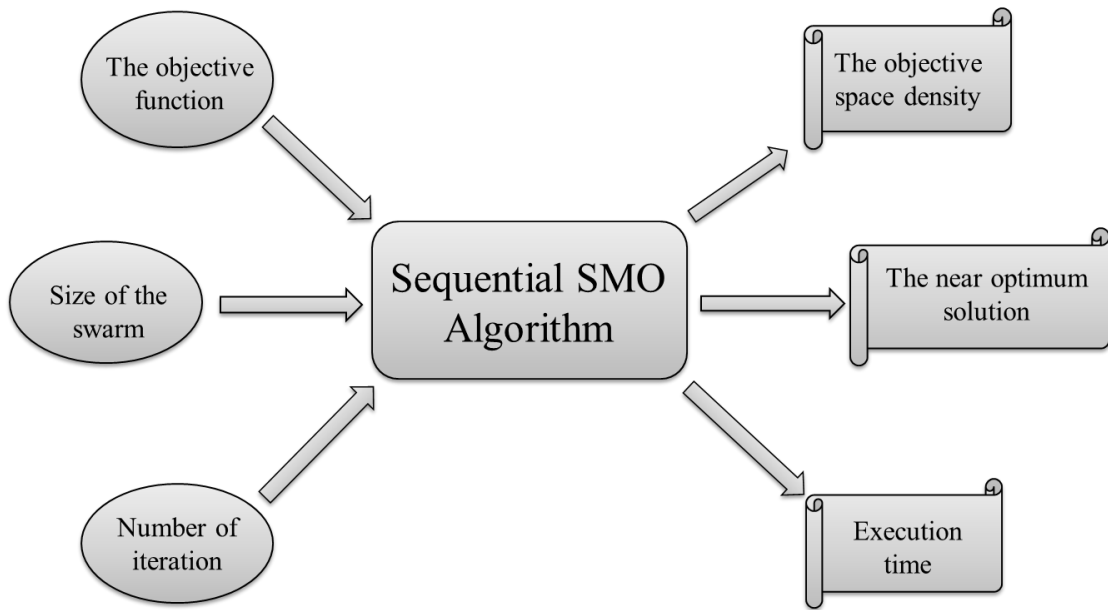 The objective
function
Size of the
swarm
Number of
iteration
Sequential SMO
Algorithm
The objective
space density
The near optimum
solution
Execution
time